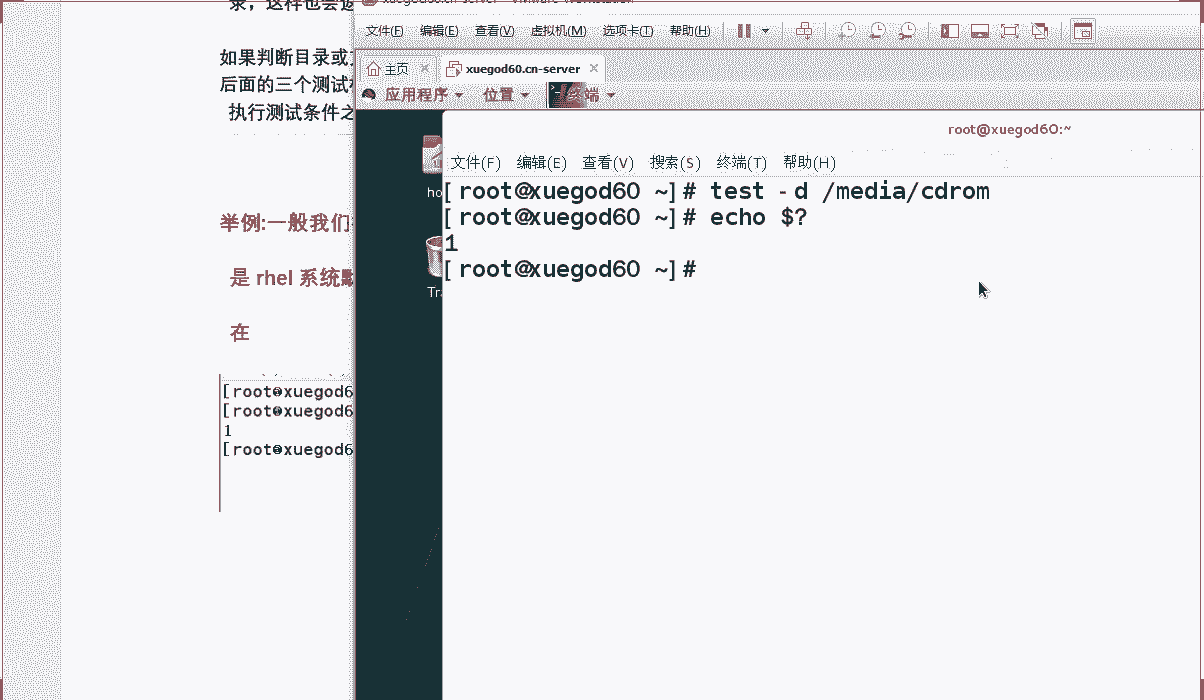 录，这样也会返
如果判断目录或文
后面的三个测试
执行测试条件之
举例:一般我们
是 rhel 系统默
在
[root@xuegod6
[root@xuegod6
1
[root@xuegod6
文件(F) 编辑(E) 查看(V) 虚拟机(M) 选项卡(T) 帮助(H)
主页 xuegod60.cn-server
应用程序 位置 终端
ho
Tra
root@xuegod60:~
文件(F) 编辑(E) 查看(V) 搜索(S) 终端(T) 帮助(H)
[root@xuegod60 ~]# test -d /media/cdrom
[root@xuegod60 ~]# echo $?
1
[root@xuegod60 ~]#